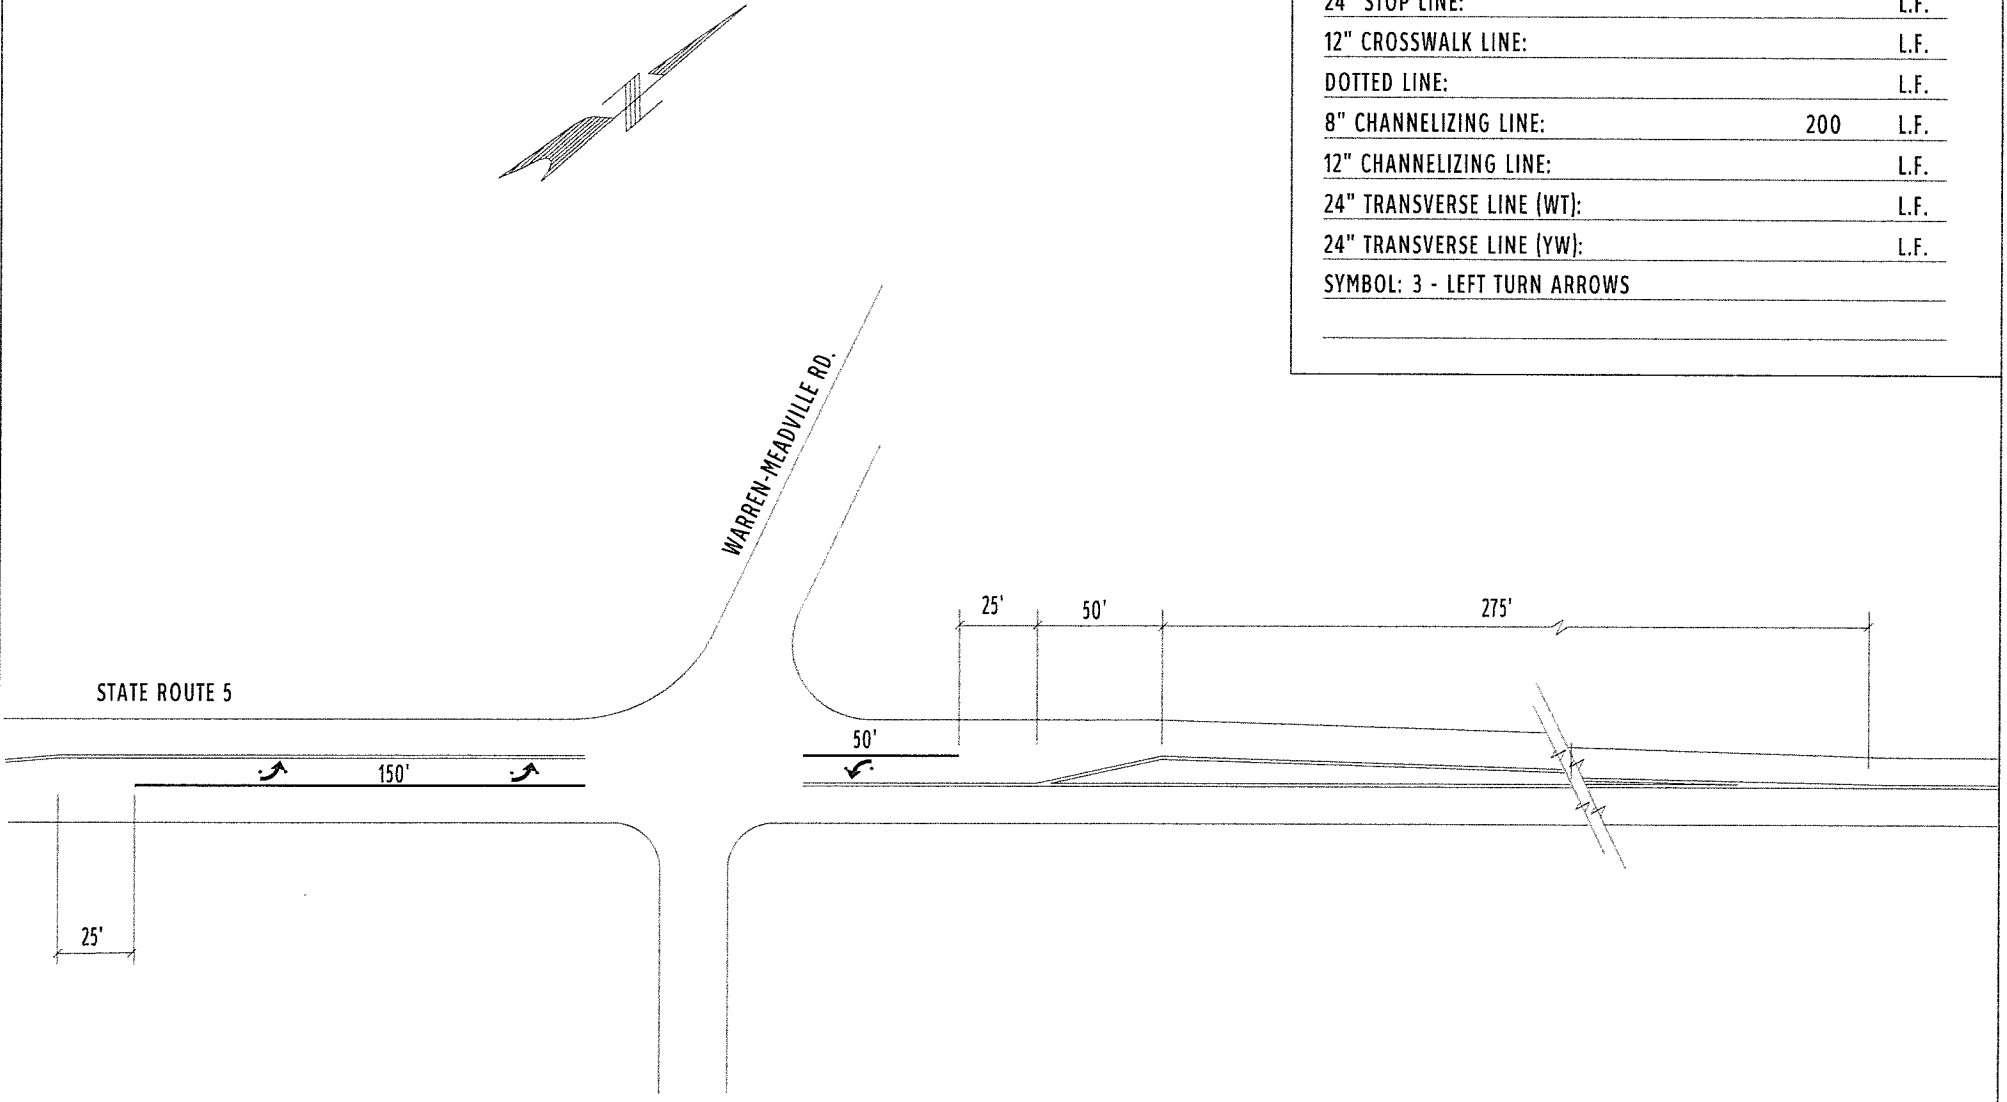 24" STOP LINE: L.F.
12" CROSSWALK LINE: L.F.
DOTTED LINE: L.F.
8" CHANNELIZING LINE: 200 L.F.
12" CHANNELIZING LINE: L.F.
24" TRANSVERSE LINE (WT): L.F.
24" TRANSVERSE LINE (YW): L.F.
SYMBOL: 3 - LEFT TURN ARROWS
N
WARREN-MEADVILLE RD.
25' 50' 275'
STATE ROUTE 5
50'
150'
25'